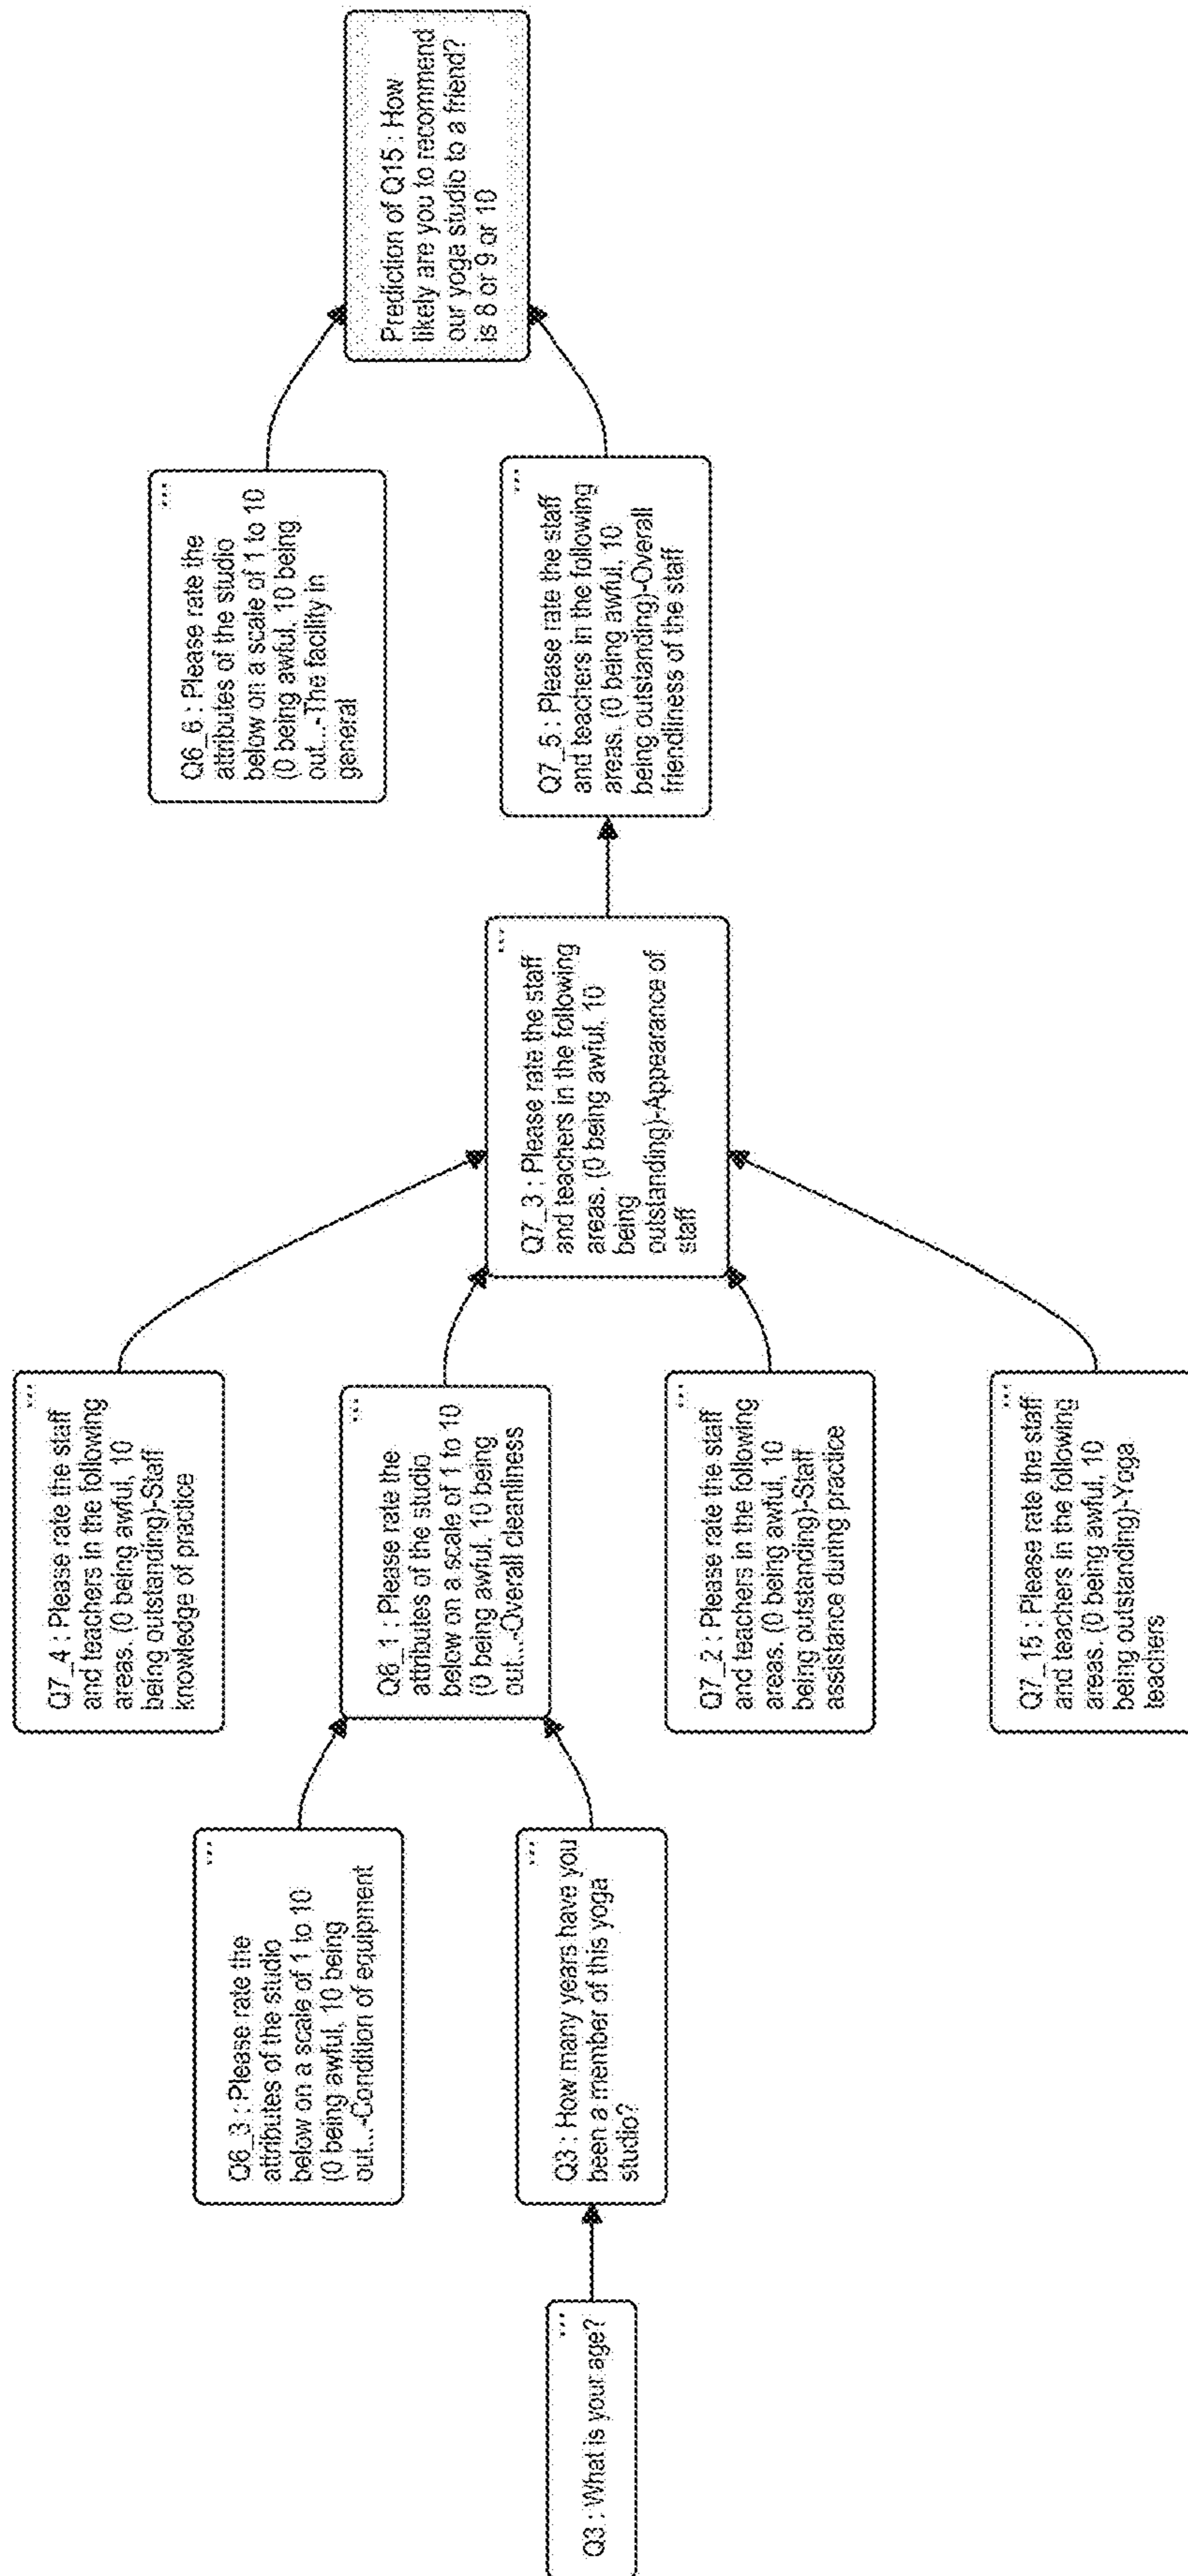 Q3 : What is your age?
Q6_3 : Please rate the
attributes of the studio
below on a scale of 1 to 10
(0 being awful, 10 being
out...-Condition of equipment
Q3 : How many years have you
been a member of this yoga
studio?
Q7_4 : Please rate the staff
and teachers in the following
areas. (0 being awful, 10
being outstanding)-Staff
knowledge of practice
Q6_1 : Please rate the
attributes of the studio
below on a scale of 1 to 10
(0 being awful, 10 being
out...-Overall cleanliness
Q7_2 : Please rate the staff
and teachers in the following
areas. (0 being awful, 10
being outstanding)-Staff
assistance during practice
Q7_15 : Please rate the staff
and teachers in the following
areas. (0 being awful, 10
being outstanding)-Yoga
teachers
Q7_3 : Please rate the staff
and teachers in the following
areas. (0 being awful, 10
being
outstanding)-Appearance of
staff
Q6_6 : Please rate the
attributes of the studio
below on a scale of 1 to 10
(0 being awful, 10 being
out...-The facility in
general
Q7_5 : Please rate the staff
and teachers in the following
areas. (0 being awful, 10
being outstanding)-Overall
friendliness of the staff
Prediction of Q15 : How
likely are you to recommend
our yoga studio to a friend?
is 8 or 9 or 10